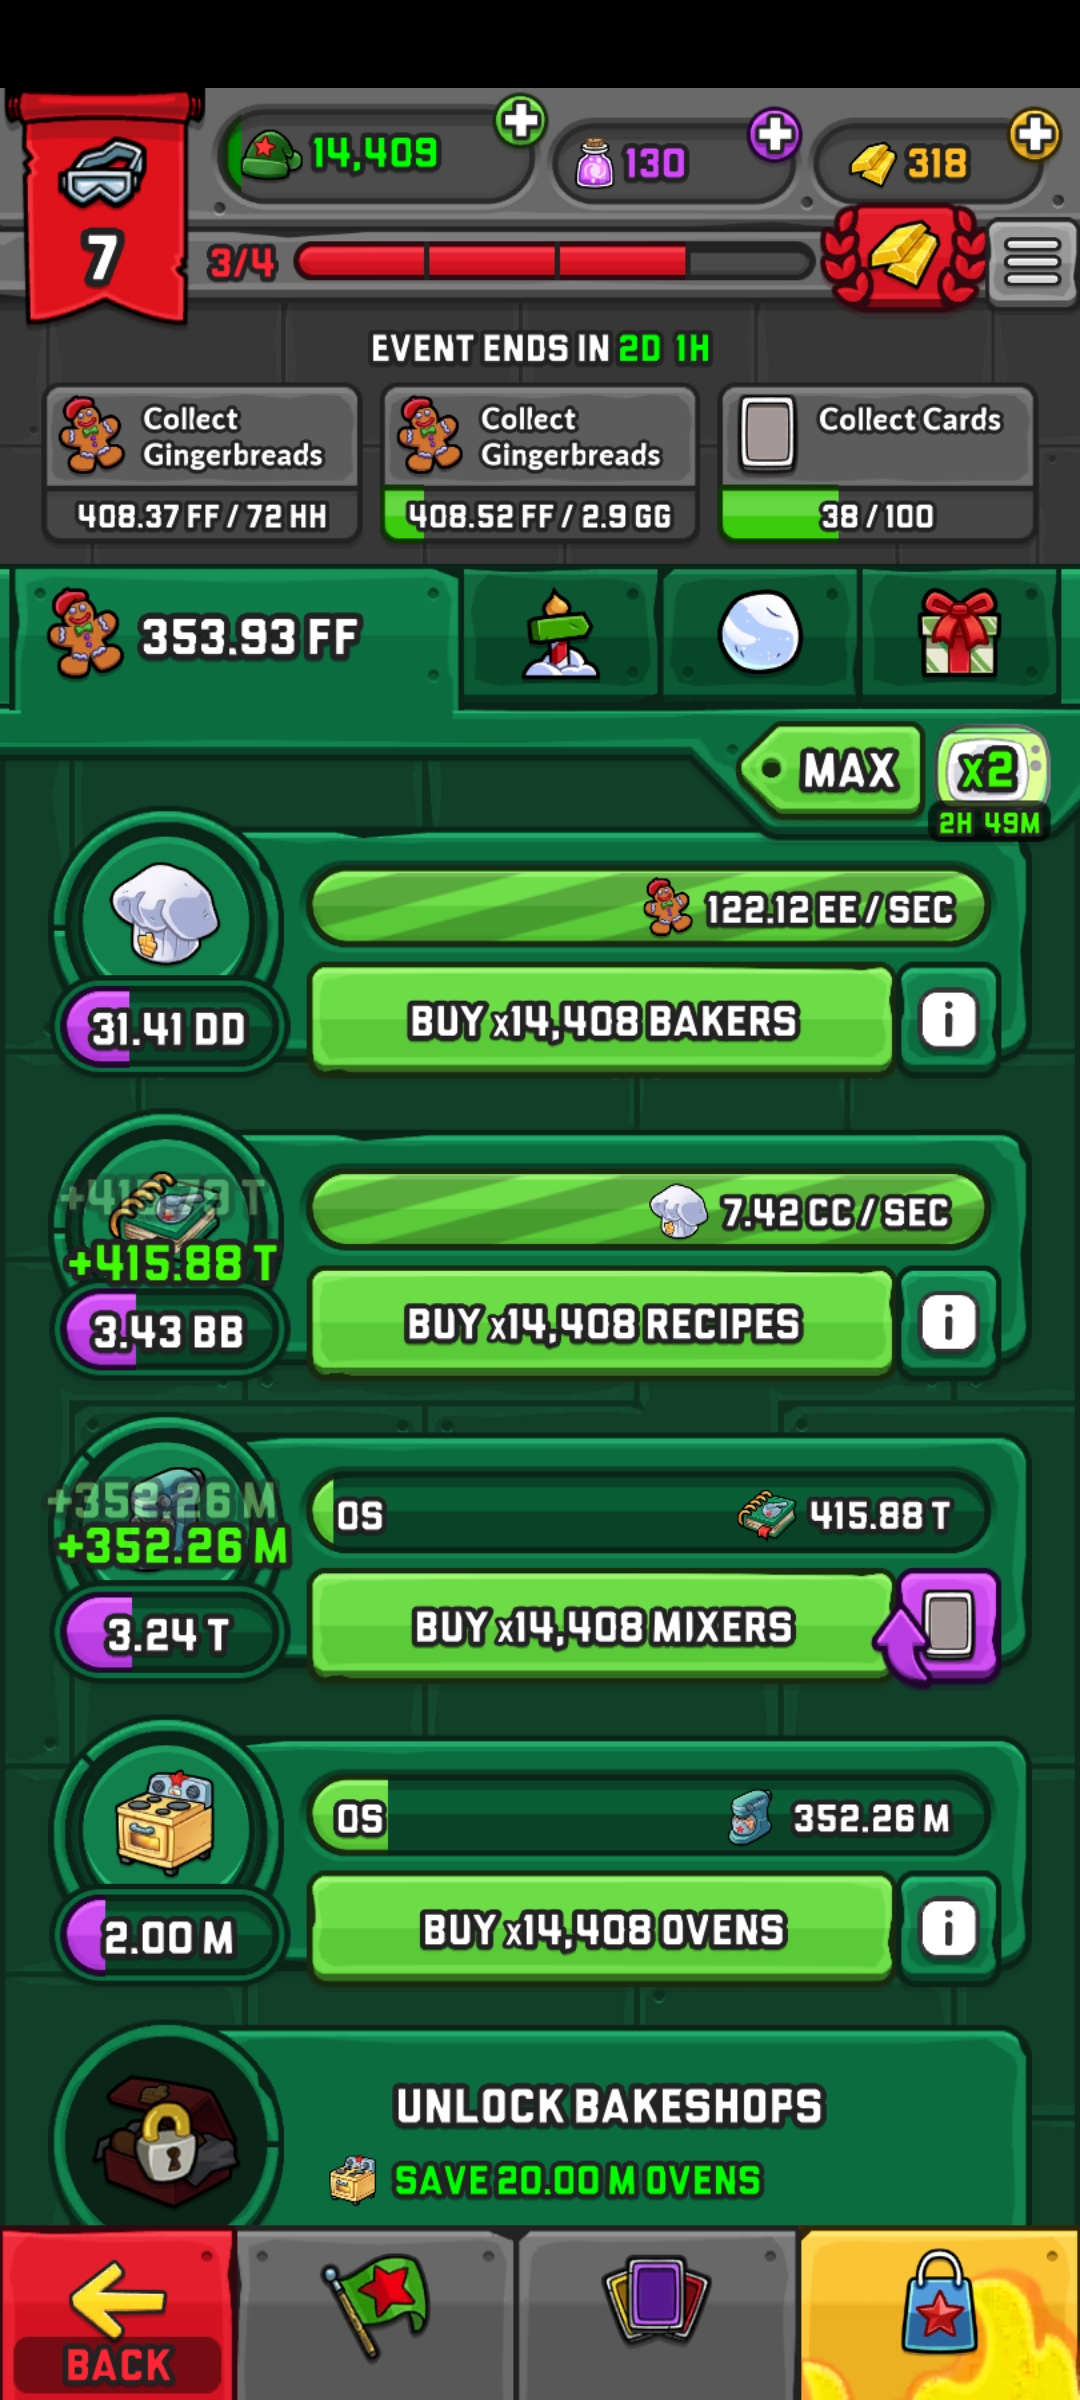 14,409
130
318
7
3/4
EVENT ENDS IN 2D 1H
Collect
Gingerbreads
408.37 FF / 72 HH
Collect
Gingerbreads
408.52 FF / 2.9 GG
Collect Cards
38 / 100
353.93 FF
MAX
x2
2H 49M
122.12 EE / SEC
31.41 DD
BUY x14,408 BAKERS
i
+415.79 T
+415.88 T
7.42 CC / SEC
3.43 BB
BUY x14,408 RECIPES
i
+352.26 M
+352.26 M
0S
415.88 T
3.24 T
BUY x14,408 MIXERS
0S
352.26 M
2.00 M
BUY x14,408 OVENS
i
UNLOCK BAKESHOPS
SAVE 20.00 M OVENS
BACK